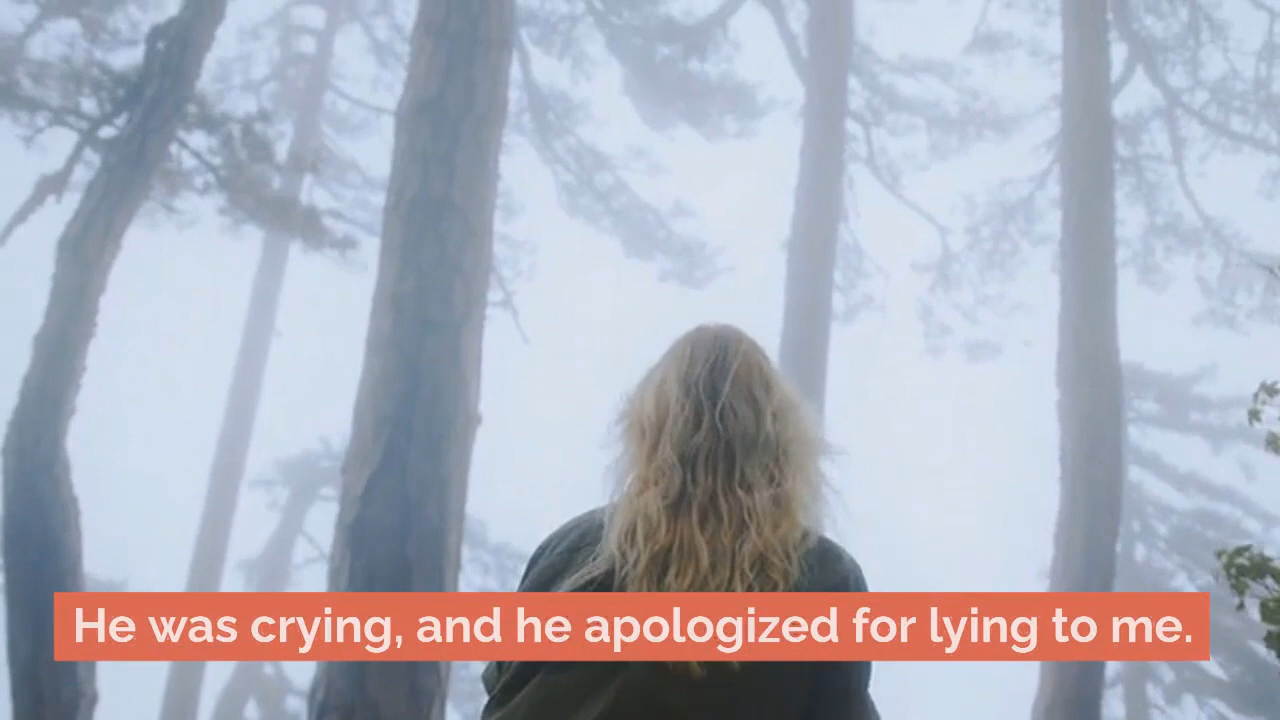 He was crying, and he apologized for lying to me.